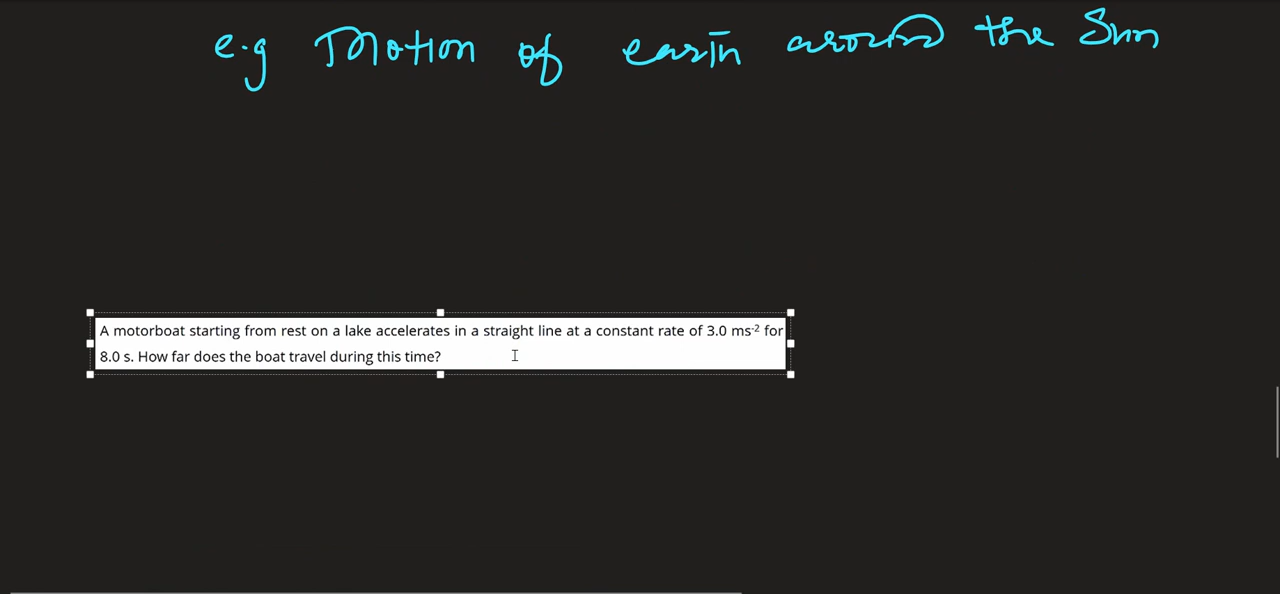 e.g Motion of earth around the Sun
A motorboat starting from rest on a lake accelerates in a straight line at a constant rate of 3.0 ms⁻² for
8.0 s. How far does the boat travel during this time?